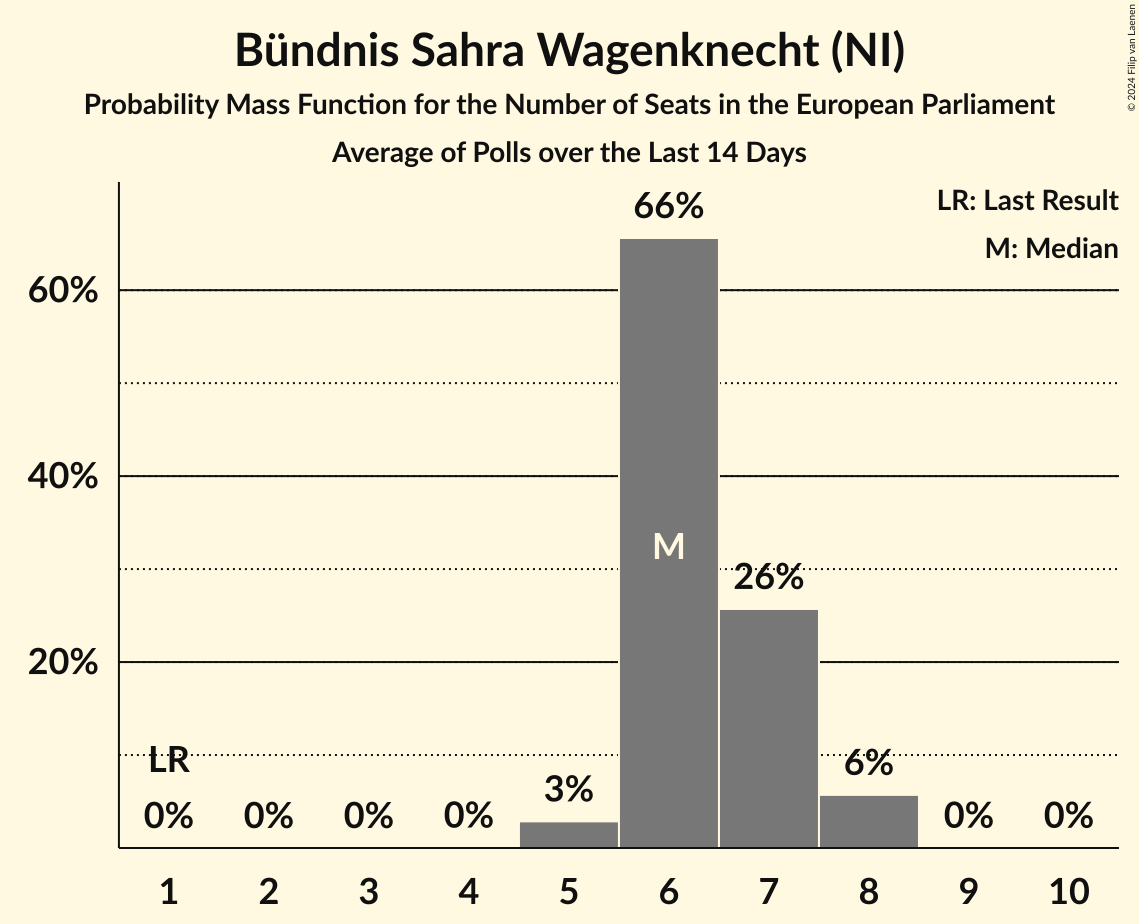 Bündnis Sahra Wagenknecht (NI)
Probability Mass Function for the Number of Seats in the European Parliament
Average of Polls over the Last 14 Days
© 2024 Filip van Laenen
LR: Last Result
M: Median
66%
60%
40%
M
26%
20%
LR
6%
3%
0% 0% 0% 0% 0% 0%
1 2 3 4 5 6 7 8 9 10